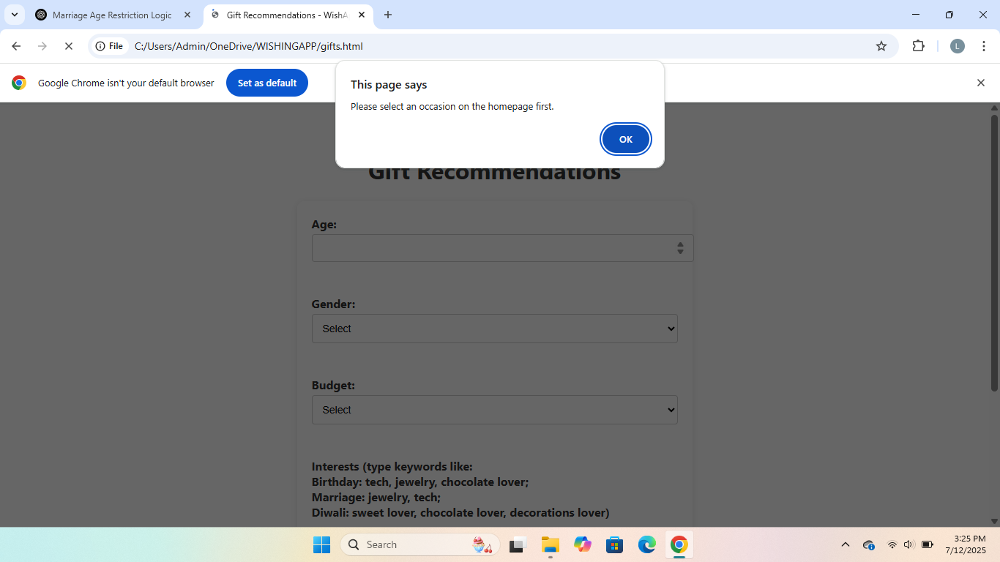 Marriage Age Restriction Logic
Gift Recommendations - WishA
File
C:/Users/Admin/OneDrive/WISHINGAPP/gifts.html
L
Google Chrome isn't your default browser
Set as default
This page says
Please select an occasion on the homepage first.
OK
Gift Recommendations
Age:
Gender:
Select
Budget:
Select
Interests (type keywords like:
Birthday: tech, jewelry, chocolate lover;
Marriage: jewelry, tech;
Diwali: sweet lover, chocolate lover, decorations lover)
Search
3:25 PM
7/12/2025